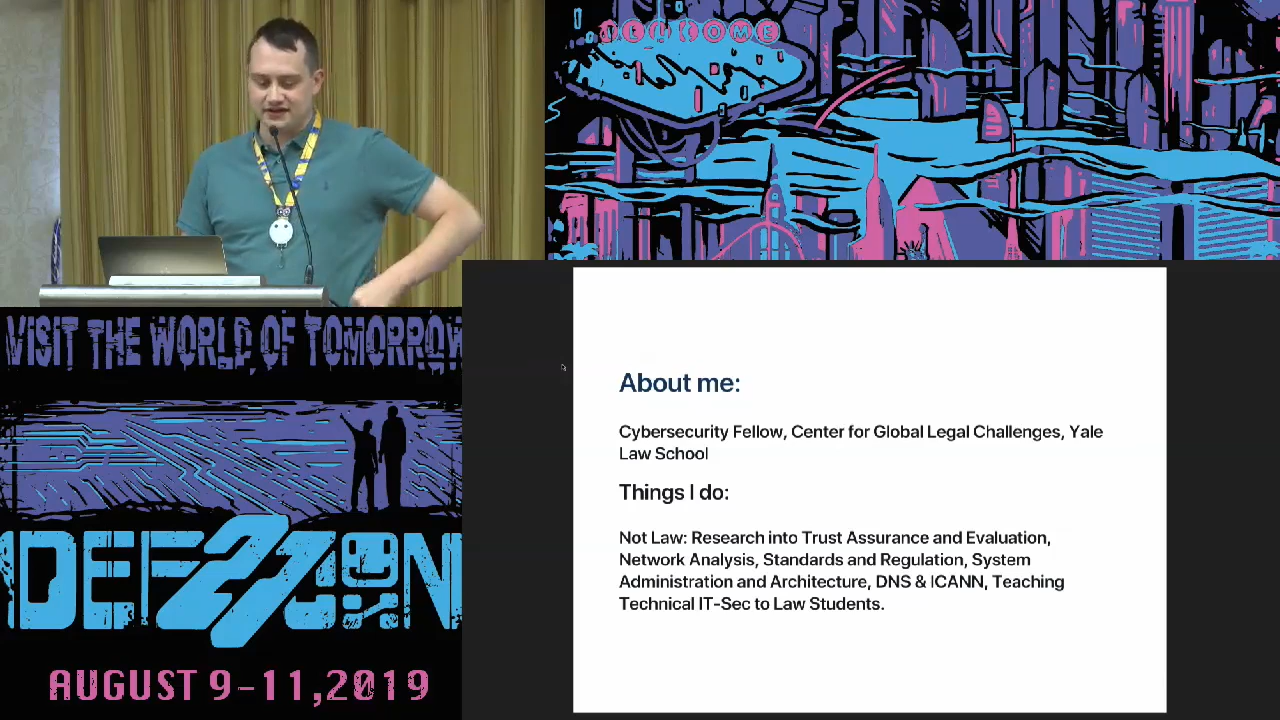 WELCOME
VISIT THE WORLD OF TOMORROW
DEF CON
27
AUGUST 9-11,2019
About me:
Cybersecurity Fellow, Center for Global Legal Challenges, Yale
Law School
Things I do:
Not Law: Research into Trust Assurance and Evaluation,
Network Analysis, Standards and Regulation, System
Administration and Architecture, DNS & ICANN, Teaching
Technical IT-Sec to Law Students.